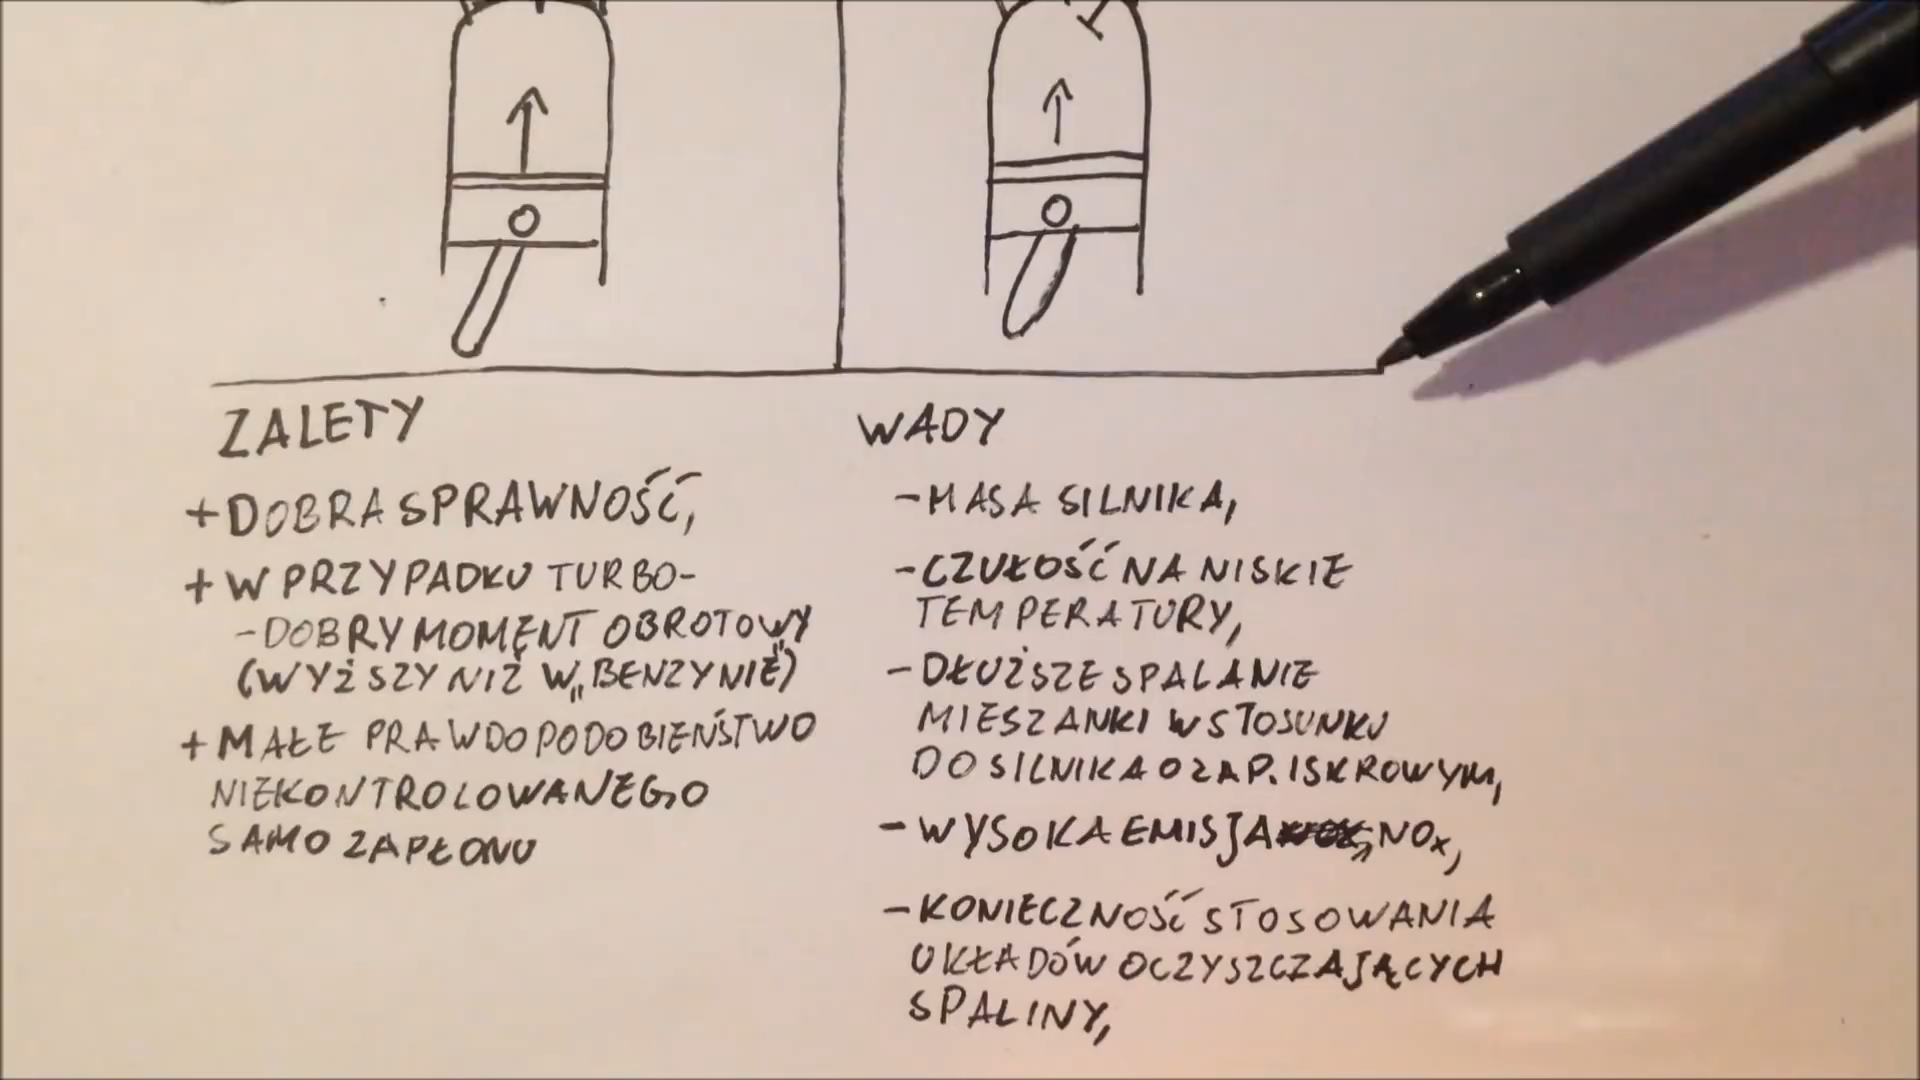 ZALETY
+ DOBRA SPRAWNOŚĆ,
+ W PRZYPADKU TURBO-
- DOBRY MOMENT OBROTOWY
(WYŻSZY NIŻ W „BENZYNIE”)
+ MAŁE PRAWDOPODOBIEŃSTWO
NIEKONTROLOWANEGO
SAMOZAPŁONU
WADY
- MASA SILNIKA,
- CZUŁOŚĆ NA NISKIE
TEMPERATURY,
- DŁUŻSZE SPALANIE
MIESZANKI W STOSUNKU
DO SILNIKA O ZAP. ISKROWYM,
- WYSOKA EMISJA NOx,
- KONIECZNOŚĆ STOSOWANIA
UKŁADÓW OCZYSZCZAJĄCYCH
SPALINY,